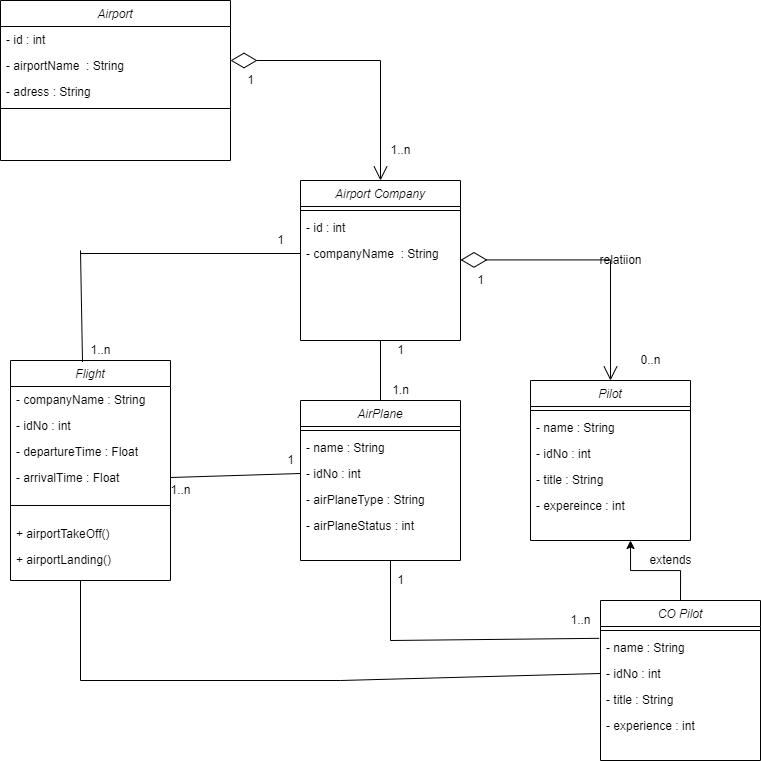 Airport
- id : int
- airportName  : String
- adress : String
1
1..n
Airport Company
- id : int
- companyName  : String
1
1
relatiion
1..n
1
0..n
Flight
- companyName : String
- idNo : int
- departureTime : Float
- arrivalTime : Float
+ airportTakeOff()
+ airportLanding()
1.n
AirPlane
- name : String
- idNo : int
- airPlaneType : String
- airPlaneStatus : int
1
1..n
1
Pilot
- name : String
- idNo : int
- title : String
- expereince : int
extends
1..n
CO Pilot
- name : String
- idNo : int
- title : String
- experience : int